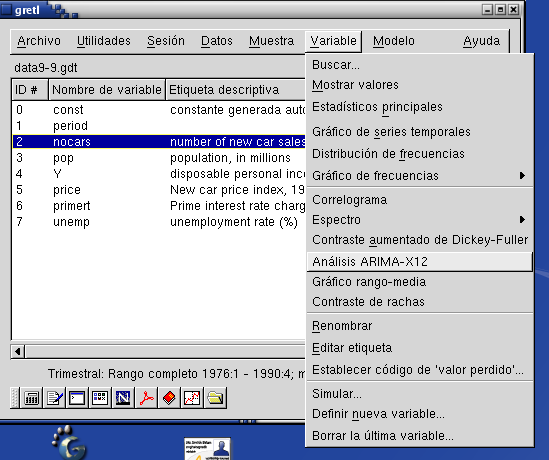 gretl
Archivo Utilidades Sesión Datos Muestra Variable Modelo Ayuda
data9-9.gdt
ID # Nombre de variable Etiqueta descriptiva
0 const constante generada auto
1 period
2 nocars number of new car sales
3 pop population, in millions
4 Y disposable personal inco
5 price New car price index, 19
6 primert Prime interest rate charg
7 unemp unemployment rate (%)
Trimestral: Rango completo 1976:1 - 1990:4; m
Buscar...
Mostrar valores
Estadísticos principales
Gráfico de series temporales
Distribución de frecuencias
Gráfico de frecuencias
Correlograma
Espectro
Contraste aumentado de Dickey-Fuller
Análisis ARIMA-X12
Gráfico rango-media
Contraste de rachas
Renombrar
Editar etiqueta
Establecer código de 'valor perdido'...
Simular...
Definir nueva variable...
Borrar la última variable...